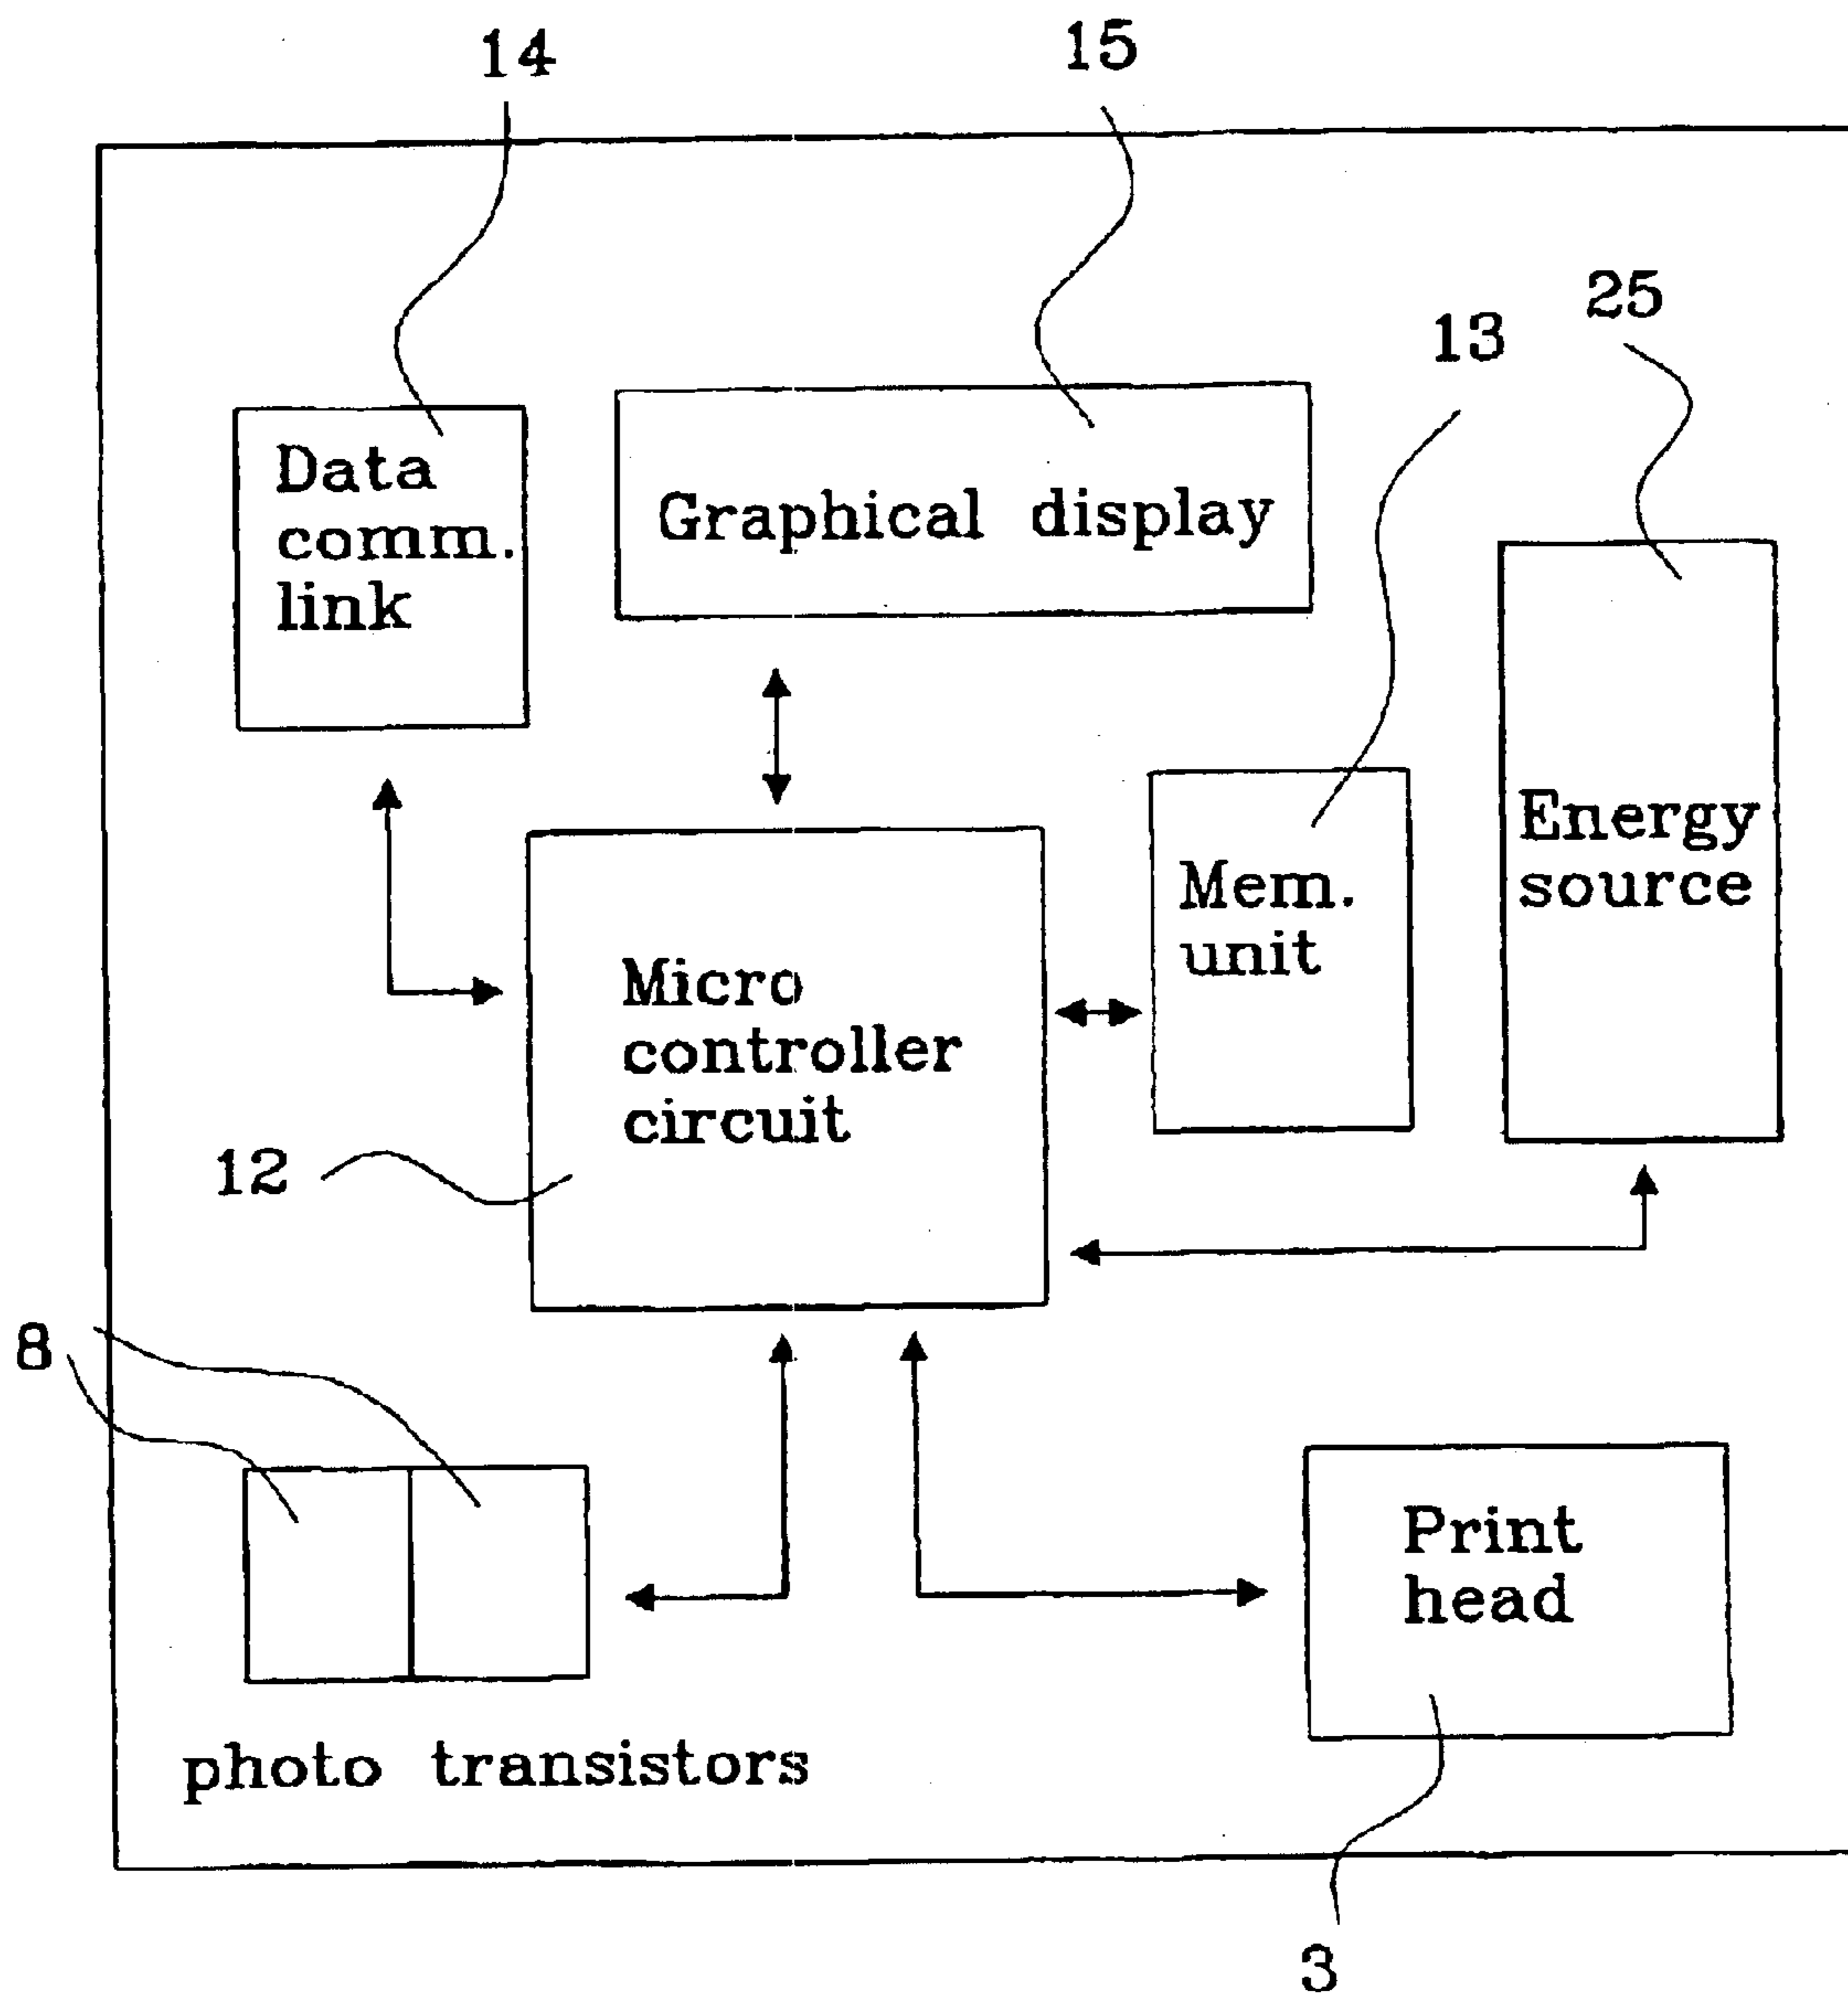 14
15
25
13
Data
comm.
link
Graphical display
Energy
source
Mem.
unit
Micro
controller
circuit
12
8
Print
head
photo transistors
3